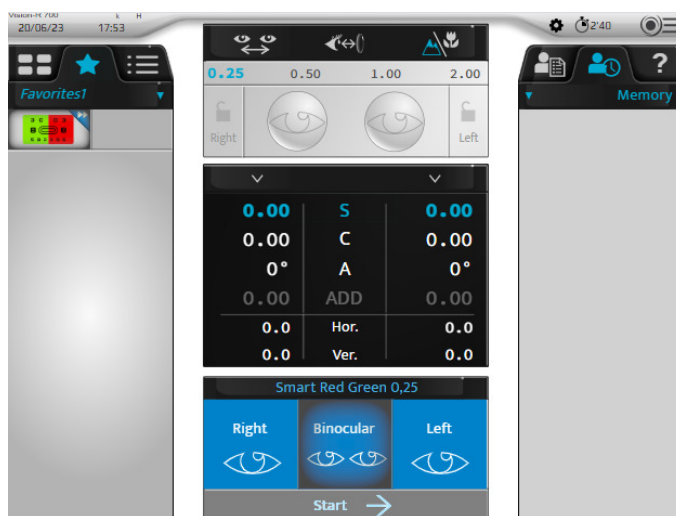 Vision-R 700
20/06/23 17:53
2'40
Favorites1
Memory
?
0.25 0.50 1.00 2.00
Right Left
0.00 S 0.00
0.00 C 0.00
0° A 0°
0.00 ADD 0.00
0.0 Hor. 0.0
0.0 Ver. 0.0
Smart Red Green 0,25
Right Binocular Left
Start